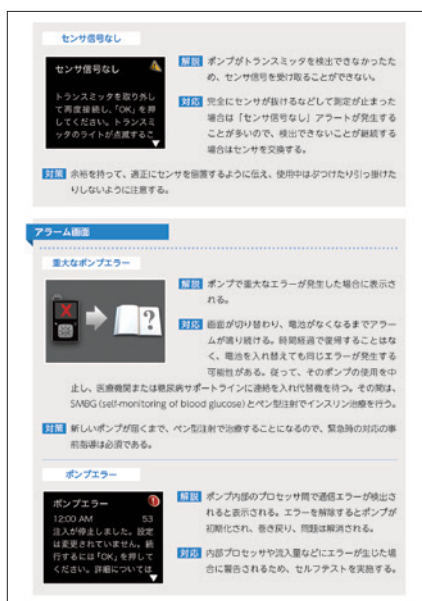 センサ信号なし
センサ信号なし
トランスミッタを取り外し
て再度接続し、「OK」を押
してください。トランスミ
ッタのライトが点滅するこ
解説 ポンプがトランスミッタを検出できなかったた
め、センサ信号を受け取ることができない。
対応 完全にセンサが抜けるなどして測定が止まった
場合は「センサ信号なし」アラートが発生する
ことが多いので、検出できないことが継続する
場合はセンサを交換する。
対策 余裕を持って、適正にセンサを留置するように伝え、使用中はぶつけたり引っ掛けた
りしないように注意する。
アラーム画面
重大なポンプエラー
解説 ポンプで重大なエラーが発生した場合に表示さ
れる。
対応 画面が切り替わり、電池がなくなるまでアラー
ムが鳴り続ける。時間経過で復帰することはな
く、電池を入れ替えても同じエラーが発生する
可能性がある。従って、そのポンプの使用を中
止し、医療機関または糖尿病サポートラインに連絡を入れ代替機を待つ。その間は、
SMBG (self-monitoring of blood glucose)とペン型注射でインスリン治療を行う。
対策 新しいポンプが届くまで、ペン型注射で治療することになるので、緊急時の対応の事
前指導は必須である。
ポンプエラー
ポンプエラー
12:00 AM 53
注入が停止しました。設定
は変更されていません。続
行するには「OK」を押して
ください。詳細については
解説 ポンプ内部のプロセッサ間で通信エラーが検出さ
れると表示される。エラーを解除するとポンプが
初期化され、巻き戻り、問題は解消される。
対応 内部プロセッサや流入量などにエラーが生じた場
合に警告されるため、セルフテストを実施する。